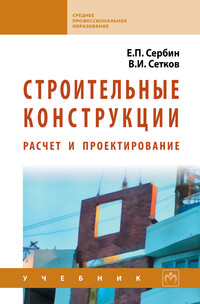 СРЕДНЕЕ
ПРОФЕССИОНАЛЬНОЕ
ОБРАЗОВАНИЕ
Е.П. Сербин
В.И. Сетков
СТРОИТЕЛЬНЫЕ
КОНСТРУКЦИИ
РАСЧЕТ И ПРОЕКТИРОВАНИЕ
УЧЕБНИК